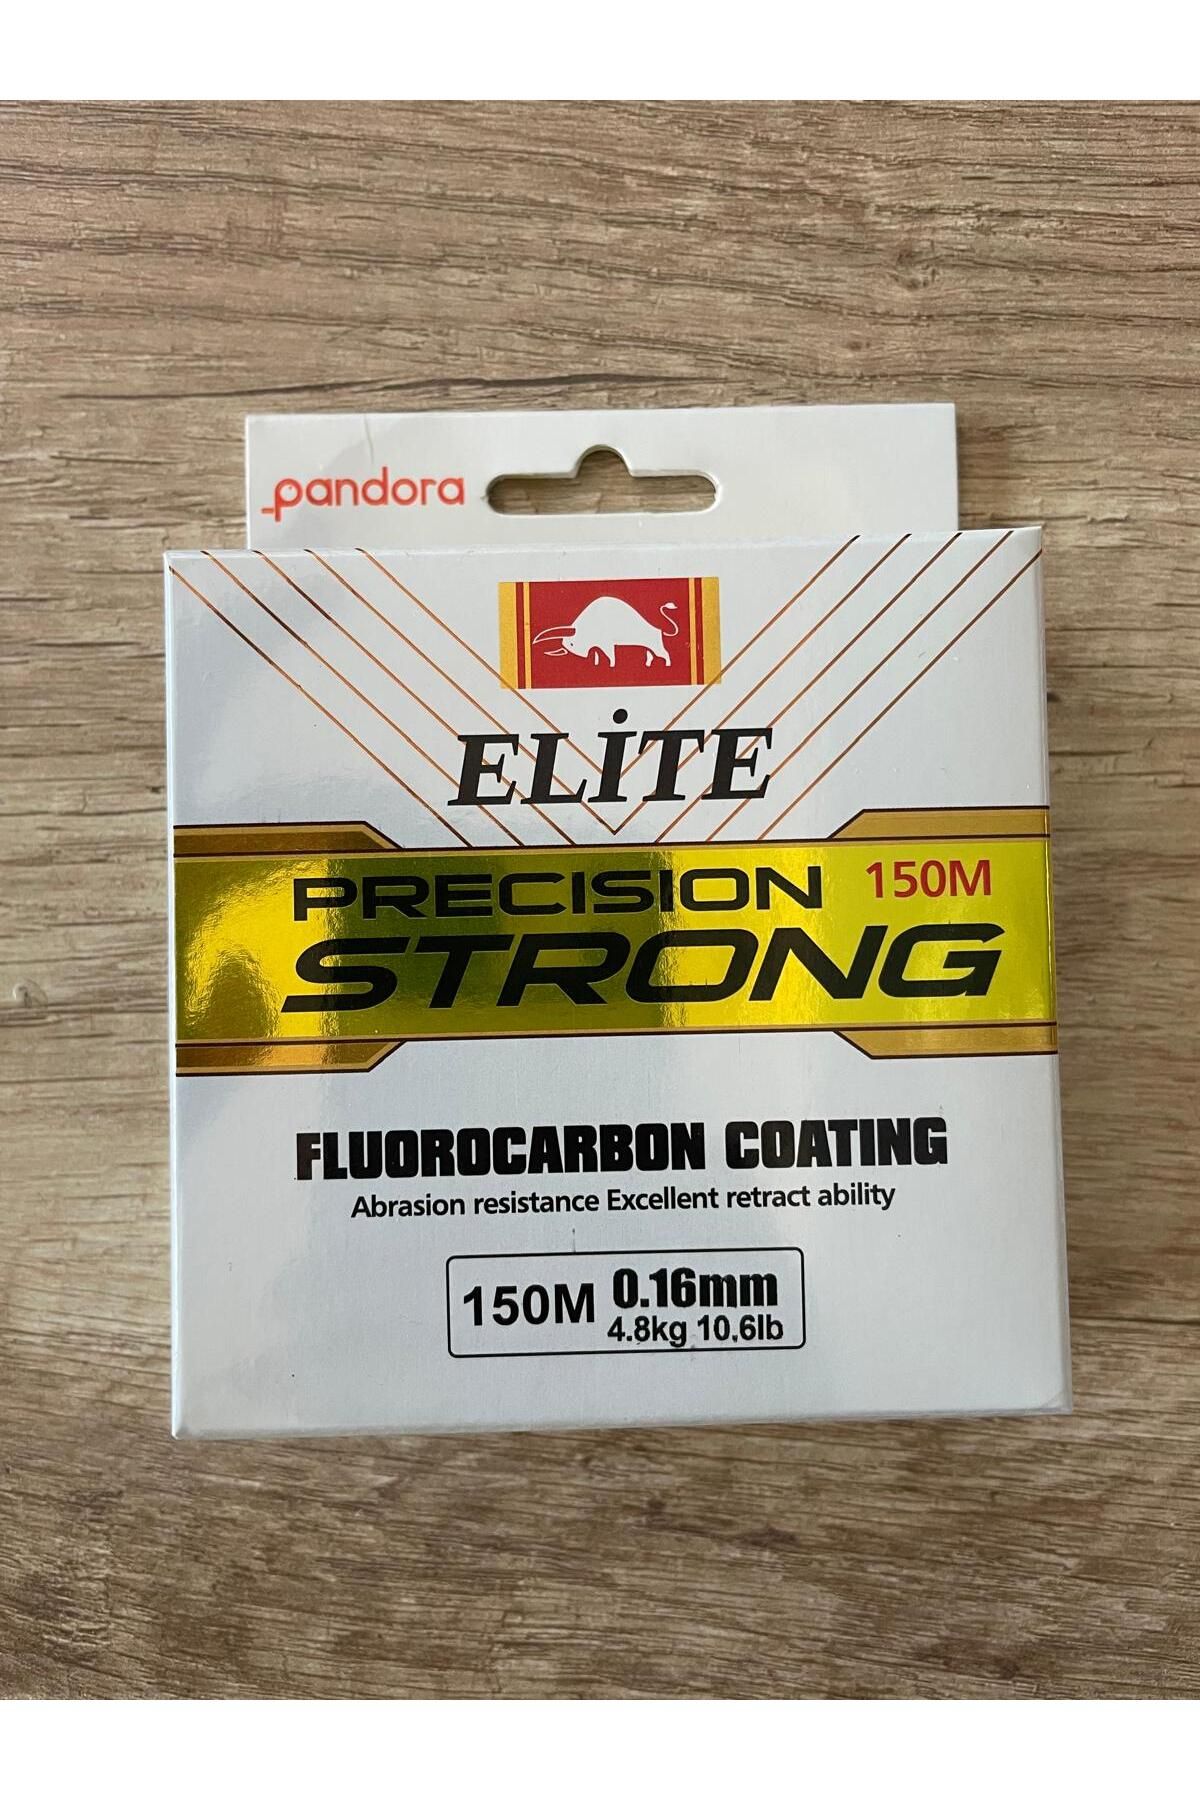 pandora
ELİTE
PRECISION 150M
STRONG
FLUOROCARBON COATING
Abrasion resistance Excellent retract ability
150M 0.16mm
4.8kg 10.6lb